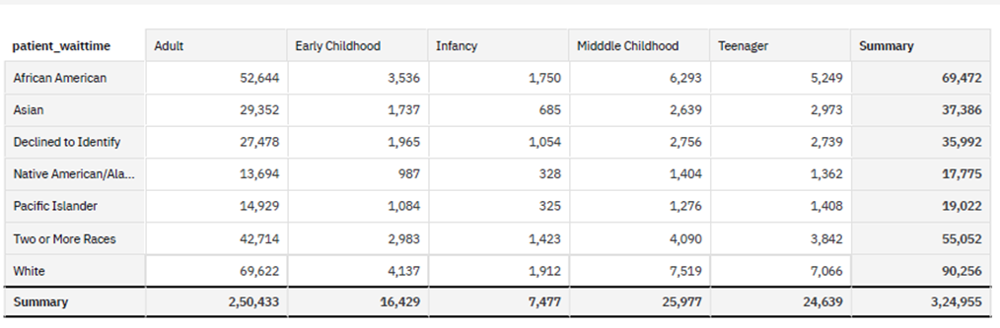 patient_waittime Adult Early Childhood Infancy Midddle Childhood Teenager Summary
African American 52,644 3,536 1,750 6,293 5,249 69,472
Asian 29,352 1,737 685 2,639 2,973 37,386
Declined to Identify 27,478 1,965 1,054 2,756 2,739 35,992
Native American/Ala... 13,694 987 328 1,404 1,362 17,775
Pacific Islander 14,929 1,084 325 1,276 1,408 19,022
Two or More Races 42,714 2,983 1,423 4,090 3,842 55,052
White 69,622 4,137 1,912 7,519 7,066 90,256
Summary 2,50,433 16,429 7,477 25,977 24,639 3,24,955